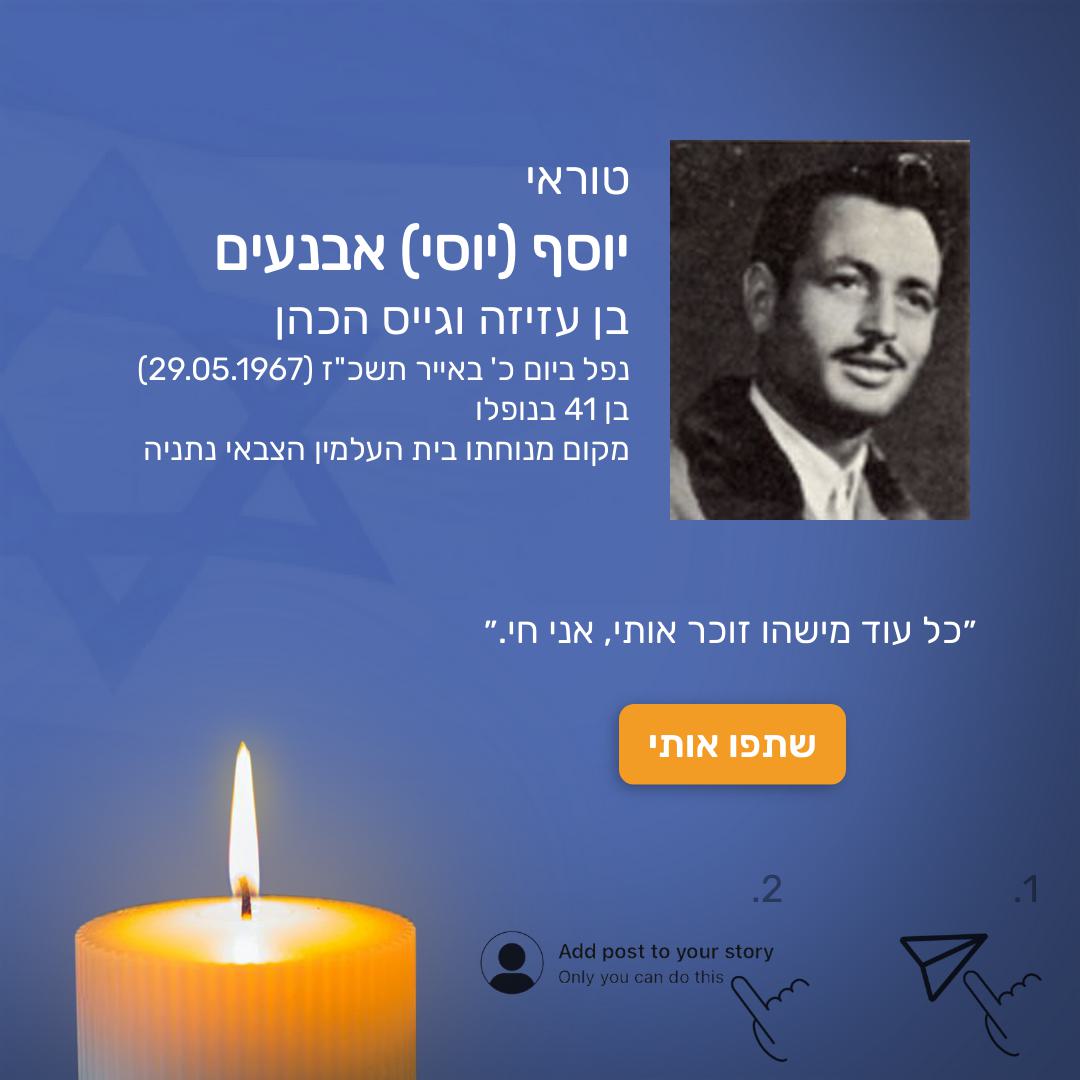 טוראי
יוסף (יוסי) אבנעים
בן עזיזה וגייס הכהן
נפל ביום כ' באייר תשכ"ז (29.05.1967)
בן 41 בנופלו
מקום מנוחתו בית העלמין הצבאי נתניה
״כל עוד מישהו זוכר אותי, אני חי.״
שתפו אותי
.1
.2
Add post to your story
Only you can do this